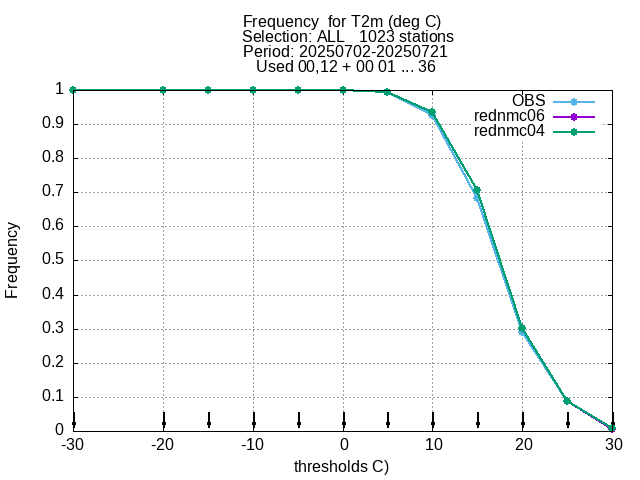 Frequency  for T2m (deg C)
Selection: ALL   1023 stations
Period: 20250702-20250721
Used 00,12 + 00 01 ... 36
OBS
rednmc06
rednmc04
1
0.9
0.8
0.7
0.6
0.5
0.4
0.3
0.2
0.1
0
Frequency
-30
-20
-10
0
10
20
30
thresholds C)